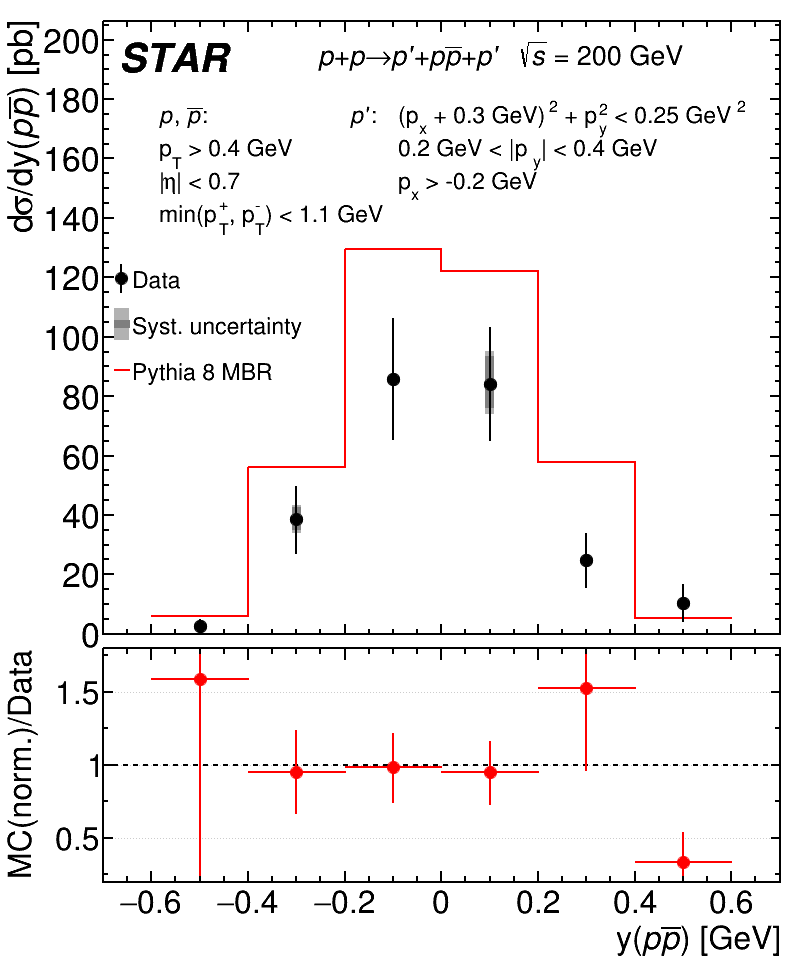 STAR p+p→p′+pp̅+p′ √s = 200 GeV
p, p̅: p′: (pₓ + 0.3 GeV)² + p_y² < 0.25 GeV²
p_T > 0.4 GeV 0.2 GeV < |p_y| < 0.4 GeV
|η| < 0.7 pₓ > -0.2 GeV
min(p_T⁺, p_T⁻) < 1.1 GeV
Data
Syst. uncertainty
Pythia 8 MBR
dσ/dy(pp̅) [pb]
200
180
160
140
120
100
80
60
40
20
0
MC(norm.)/Data
1.5
1
0.5
−0.6 −0.4 −0.2 0 0.2 0.4 0.6
y(pp̅) [GeV]